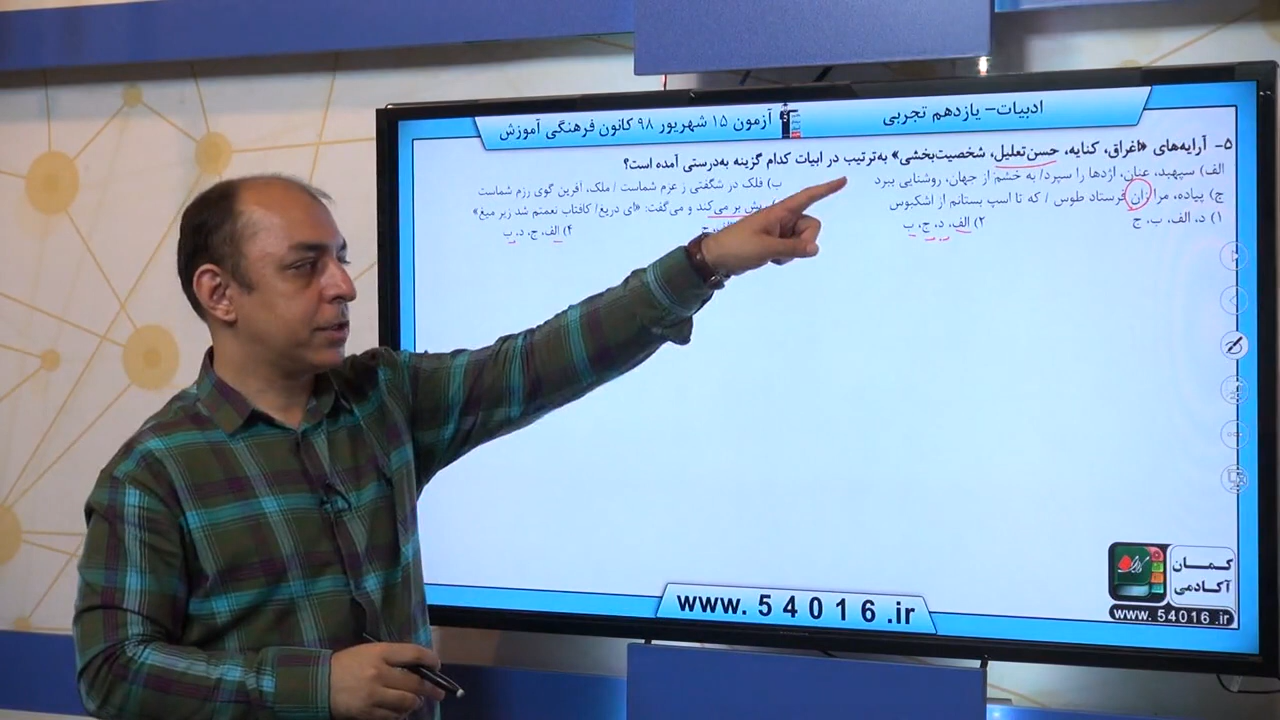 ادبیات- یازدهم تجربی
آزمون ۱۵ شهریور ۹۸ کانون فرهنگی آموزش
۵- آرایه‌های «اغراق، کنایه، حسن‌تعلیل، شخصیت‌بخشی» به‌ترتیب در ابیات کدام گزینه به‌درستی آمده است؟
الف) سپهبد، عنان، اژدها را سپرد/ به خشم از جهان، روشنایی ببرد
ب) فلک در شگفتی ز عزم شماست / ملک، آفرین گوی رزم شماست
ج) پیاده، مرا زان فرستاد طوس / که تا اسپ بستانم از اشکبوس
ریش بر می‌کند و می‌گفت: «ای دریغ/ کافتاب نعمتم شد زیر میغ»
۱) د، الف، ب، ج
۲) الف، د، ج، ب
الف، ج
۴) الف، ج، د، ب
کمان
آکادمی
www. 54016 .ir
www. 54016 .ir